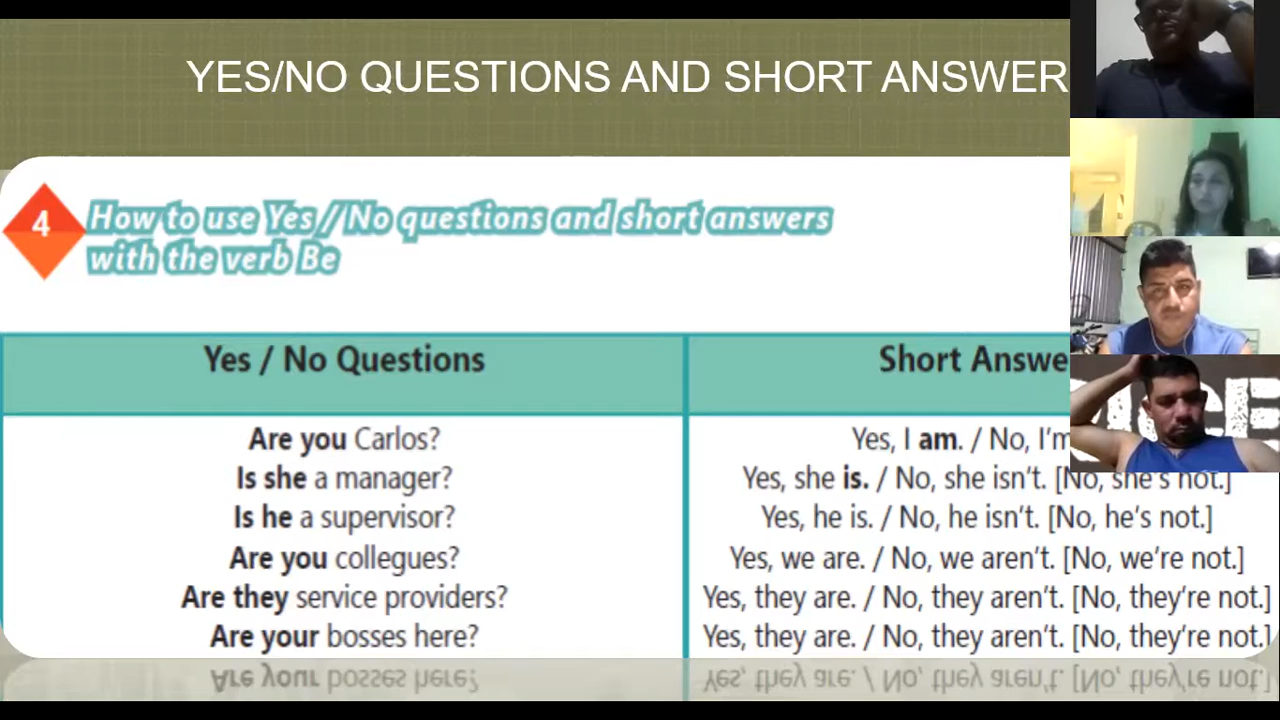 YES/NO QUESTIONS AND SHORT ANSWER
4
How to use Yes / No questions and short answers
with the verb Be
Yes / No Questions
Short Answe
Are you Carlos?
Yes, I am. / No, I'm
Is she a manager?
Yes, she is. / No, she isn't. [No, she's not.]
Is he a supervisor?
Yes, he is. / No, he isn't. [No, he's not.]
Are you collegues?
Yes, we are. / No, we aren't. [No, we're not.]
Are they service providers?
Yes, they are. / No, they aren't. [No, they're not.]
Are your bosses here?
Yes, they are. / No, they aren't. [No, they're not.]